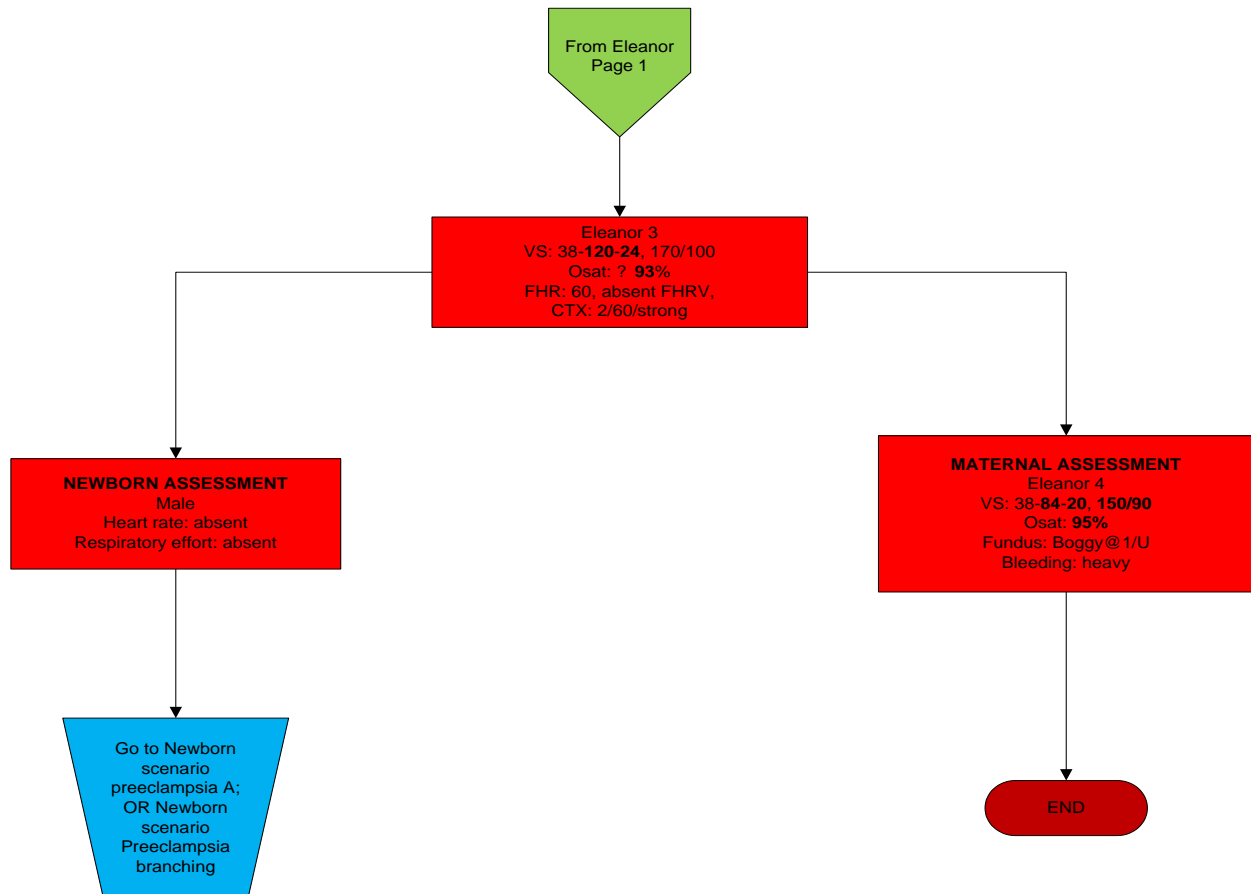 From Eleanor
Page 1
Eleanor 3
VS: 38-120-24, 170/100
Osat: ? 93%
FHR: 60, absent FHRV,
CTX: 2/60/strong
NEWBORN ASSESSMENT
Male
Heart rate: absent
Respiratory effort: absent
MATERNAL ASSESSMENT
Eleanor 4
VS: 38-84-20, 150/90
Osat: 95%
Fundus: Boggy@1/U
Bleeding: heavy
Go to Newborn
scenario
preeclampsia A;
OR Newborn
scenario
Preeclampsia
branching
END